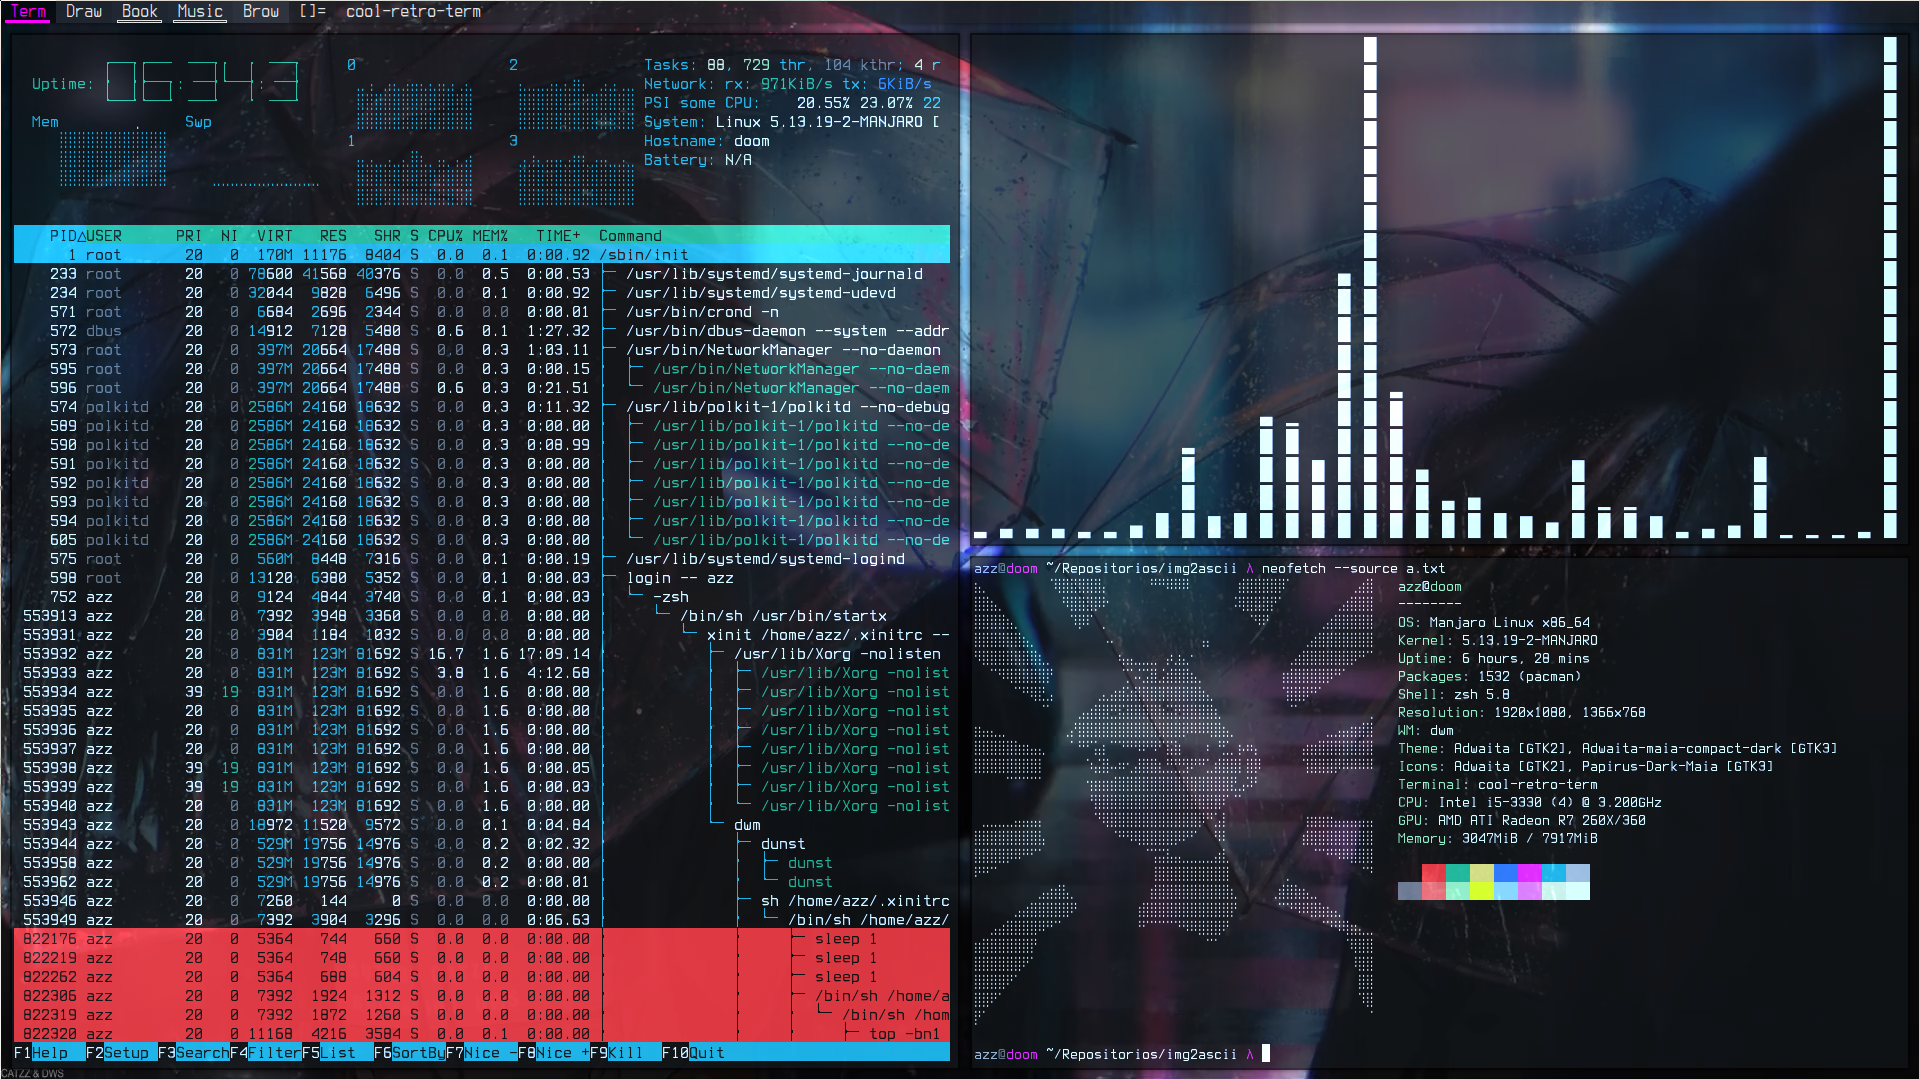 Term Draw Book Music Brow []= cool-retro-term
Uptime: 06:34:3
Mem Swp
0 2
1 3
Tasks: 88, 729 thr, 104 kthr; 4 r
Network: rx: 971KiB/s tx: 6KiB/s
PSI some CPU: 20.55% 23.07% 22
System: Linux 5.13.19-2-MANJARO [
Hostname: doom
Battery: N/A
PID△USER PRI NI VIRT RES SHR S CPU% MEM% TIME+ Command
1 root 20 0 170M 11176 8404 S 0.0 0.1 0:00.92 /sbin/init
233 root 20 0 78600 41568 40376 S 0.0 0.5 0:00.53 ├─ /usr/lib/systemd/systemd-journald
234 root 20 0 32044 9828 6496 S 0.0 0.1 0:00.92 ├─ /usr/lib/systemd/systemd-udevd
571 root 20 0 6684 2696 2344 S 0.0 0.0 0:00.01 ├─ /usr/bin/crond -n
572 dbus 20 0 14912 7128 5480 S 0.6 0.1 1:27.32 ├─ /usr/bin/dbus-daemon --system --addr
573 root 20 0 397M 20664 17488 S 0.0 0.3 1:03.11 ├─ /usr/bin/NetworkManager --no-daemon
595 root 20 0 397M 20664 17488 S 0.0 0.3 0:00.15 │ ├─ /usr/bin/NetworkManager --no-daem
596 root 20 0 397M 20664 17488 S 0.6 0.3 0:21.51 │ └─ /usr/bin/NetworkManager --no-daem
574 polkitd 20 0 2586M 24160 18632 S 0.0 0.3 0:11.32 ├─ /usr/lib/polkit-1/polkitd --no-debug
589 polkitd 20 0 2586M 24160 18632 S 0.0 0.3 0:00.00 │ ├─ /usr/lib/polkit-1/polkitd --no-de
590 polkitd 20 0 2586M 24160 18632 S 0.0 0.3 0:08.99 │ ├─ /usr/lib/polkit-1/polkitd --no-de
591 polkitd 20 0 2586M 24160 18632 S 0.0 0.3 0:00.00 │ ├─ /usr/lib/polkit-1/polkitd --no-de
592 polkitd 20 0 2586M 24160 18632 S 0.0 0.3 0:00.00 │ ├─ /usr/lib/polkit-1/polkitd --no-de
593 polkitd 20 0 2586M 24160 18632 S 0.0 0.3 0:00.00 │ ├─ /usr/lib/polkit-1/polkitd --no-de
594 polkitd 20 0 2586M 24160 18632 S 0.0 0.3 0:00.00 │ ├─ /usr/lib/polkit-1/polkitd --no-de
605 polkitd 20 0 2586M 24160 18632 S 0.0 0.3 0:00.00 │ └─ /usr/lib/polkit-1/polkitd --no-de
575 root 20 0 560M 8448 7316 S 0.0 0.1 0:00.19 ├─ /usr/lib/systemd/systemd-logind
598 root 20 0 13120 6380 5352 S 0.0 0.1 0:00.03 ├─ login -- azz
752 azz 20 0 9124 4844 3740 S 0.0 0.1 0:00.03 │ └─ -zsh
553913 azz 20 0 7392 3948 3360 S 0.0 0.0 0:00.00 │ └─ /bin/sh /usr/bin/startx
553931 azz 20 0 3904 1184 1032 S 0.0 0.0 0:00.00 │ └─ xinit /home/azz/.xinitrc --
553932 azz 20 0 831M 123M 81692 S 16.7 1.6 17:09.14 │ ├─ /usr/lib/Xorg -nolisten
553933 azz 20 0 831M 123M 81692 S 3.8 1.6 4:12.68 │ │ ├─ /usr/lib/Xorg -nolist
553934 azz 39 19 831M 123M 81692 S 0.0 1.6 0:00.00 │ │ ├─ /usr/lib/Xorg -nolist
553935 azz 20 0 831M 123M 81692 S 0.0 1.6 0:00.00 │ │ ├─ /usr/lib/Xorg -nolist
553936 azz 20 0 831M 123M 81692 S 0.0 1.6 0:00.00 │ │ ├─ /usr/lib/Xorg -nolist
553937 azz 20 0 831M 123M 81692 S 0.0 1.6 0:00.00 │ │ ├─ /usr/lib/Xorg -nolist
553938 azz 39 19 831M 123M 81692 S 0.0 1.6 0:00.05 │ │ ├─ /usr/lib/Xorg -nolist
553939 azz 39 19 831M 123M 81692 S 0.0 1.6 0:00.03 │ │ ├─ /usr/lib/Xorg -nolist
553940 azz 20 0 831M 123M 81692 S 0.0 1.6 0:00.00 │ │ └─ /usr/lib/Xorg -nolist
553943 azz 20 0 18972 11520 9572 S 0.0 0.1 0:04.84 │ └─ dwm
553944 azz 20 0 529M 19756 14976 S 0.0 0.2 0:02.32 │ ├─ dunst
553958 azz 20 0 529M 19756 14976 S 0.0 0.2 0:00.00 │ │ ├─ dunst
553962 azz 20 0 529M 19756 14976 S 0.0 0.2 0:00.01 │ │ └─ dunst
553946 azz 20 0 7260 144 0 S 0.0 0.0 0:00.00 │ ├─ sh /home/azz/.xinitrc
553949 azz 20 0 7392 3904 3296 S 0.0 0.0 0:06.63 │ │ └─ /bin/sh /home/azz/
822176 azz 20 0 5364 744 660 S 0.0 0.0 0:00.00 │ │ ├─ sleep 1
822219 azz 20 0 5364 748 660 S 0.0 0.0 0:00.00 │ │ ├─ sleep 1
822262 azz 20 0 5364 688 604 S 0.0 0.0 0:00.00 │ │ ├─ sleep 1
822306 azz 20 0 7392 1924 1312 S 0.0 0.0 0:00.00 │ │ ├─ /bin/sh /home/a
822319 azz 20 0 7392 1872 1260 S 0.0 0.0 0:00.00 │ │ │ └─ /bin/sh /hom
822320 azz 20 0 11168 4216 3584 S 0.0 0.1 0:00.00 │ │ │ ├─ top -bn1
F1Help F2Setup F3SearchF4FilterF5List F6SortByF7Nice -F8Nice +F9Kill F10Quit
CATZZ & DWS
azz@doom ~/Repositorios/img2ascii λ neofetch --source a.txt
azz@doom
--------
OS: Manjaro Linux x86_64
Kernel: 5.13.19-2-MANJARO
Uptime: 6 hours, 28 mins
Packages: 1532 (pacman)
Shell: zsh 5.8
Resolution: 1920x1080, 1366x768
WM: dwm
Theme: Adwaita [GTK2], Adwaita-maia-compact-dark [GTK3]
Icons: Adwaita [GTK2], Papirus-Dark-Maia [GTK3]
Terminal: cool-retro-term
CPU: Intel i5-3330 (4) @ 3.200GHz
GPU: AMD ATI Radeon R7 260X/360
Memory: 3047MiB / 7917MiB
azz@doom ~/Repositorios/img2ascii λ